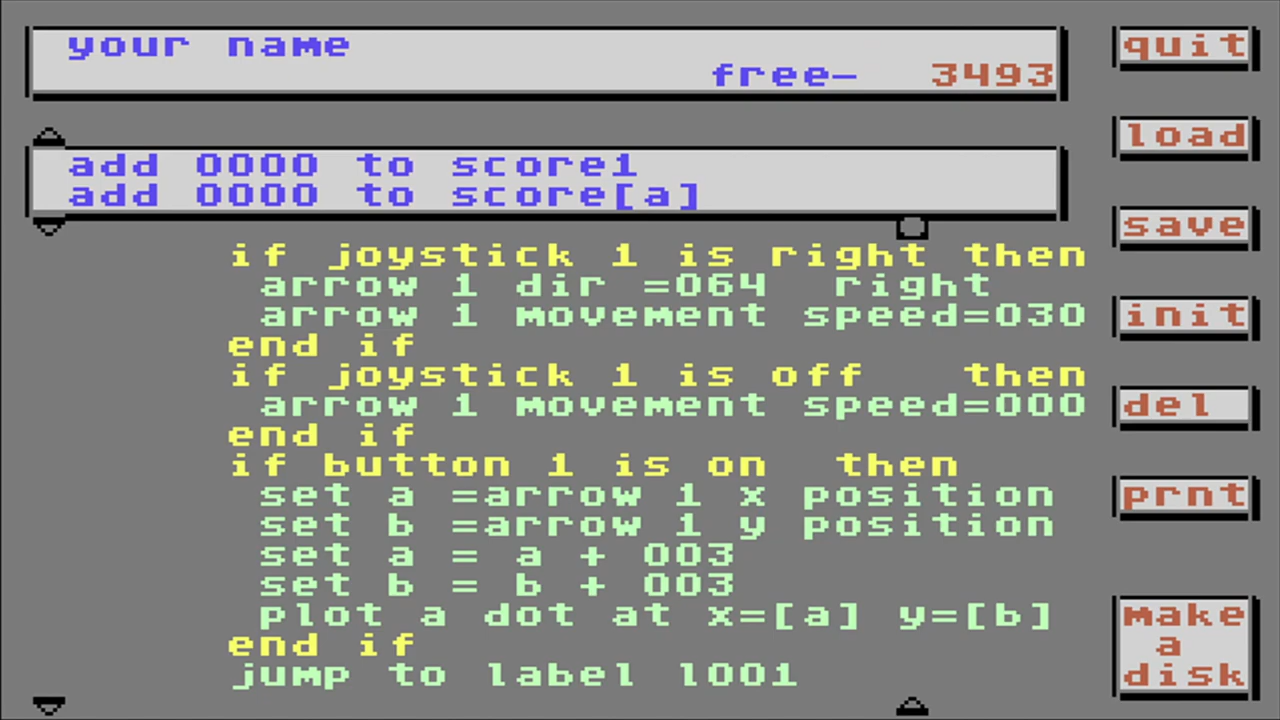 your name
free- 3493
add 0000 to score1
add 0000 to score[a]
if joystick 1 is right then
arrow 1 dir =064 right
arrow 1 movement speed=030
end if
if joystick 1 is off then
arrow 1 movement speed=000
end if
if button 1 is on then
set a =arrow 1 x position
set b =arrow 1 y position
set a = a + 003
set b = b + 003
plot a dot at x=[a] y=[b]
end if
jump to label l001
quit
load
save
init
del
prnt
make
a
disk